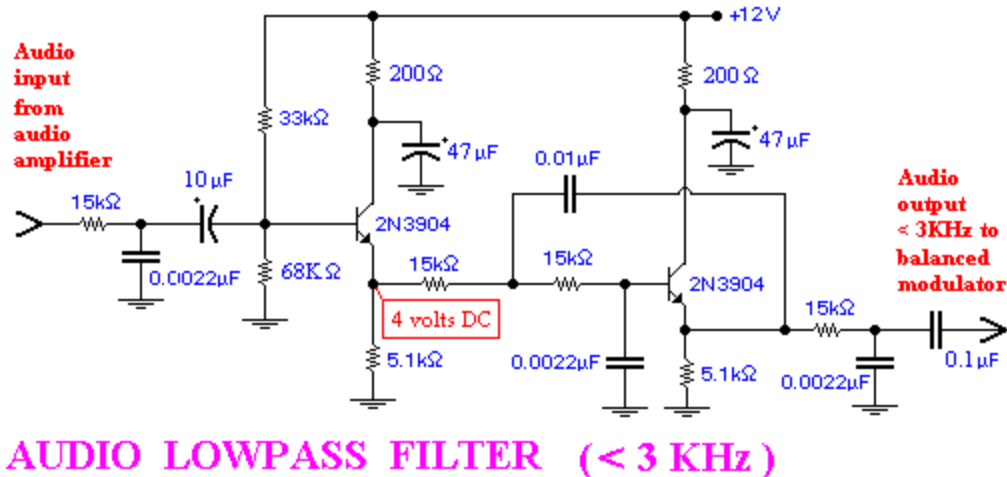 Audio
input
from
audio
amplifier
+12V
200Ω
200Ω
33kΩ
47µF
47µF
0.01µF
10µF
+
15kΩ
2N3904
Audio
output
< 3KHz to
balanced
modulator
0.0022µF
68KΩ
15kΩ
15kΩ
2N3904
15kΩ
4 volts DC
5.1kΩ
0.0022µF
5.1kΩ
0.0022µF
0.1µF
AUDIO LOWPASS FILTER (< 3 KHz)